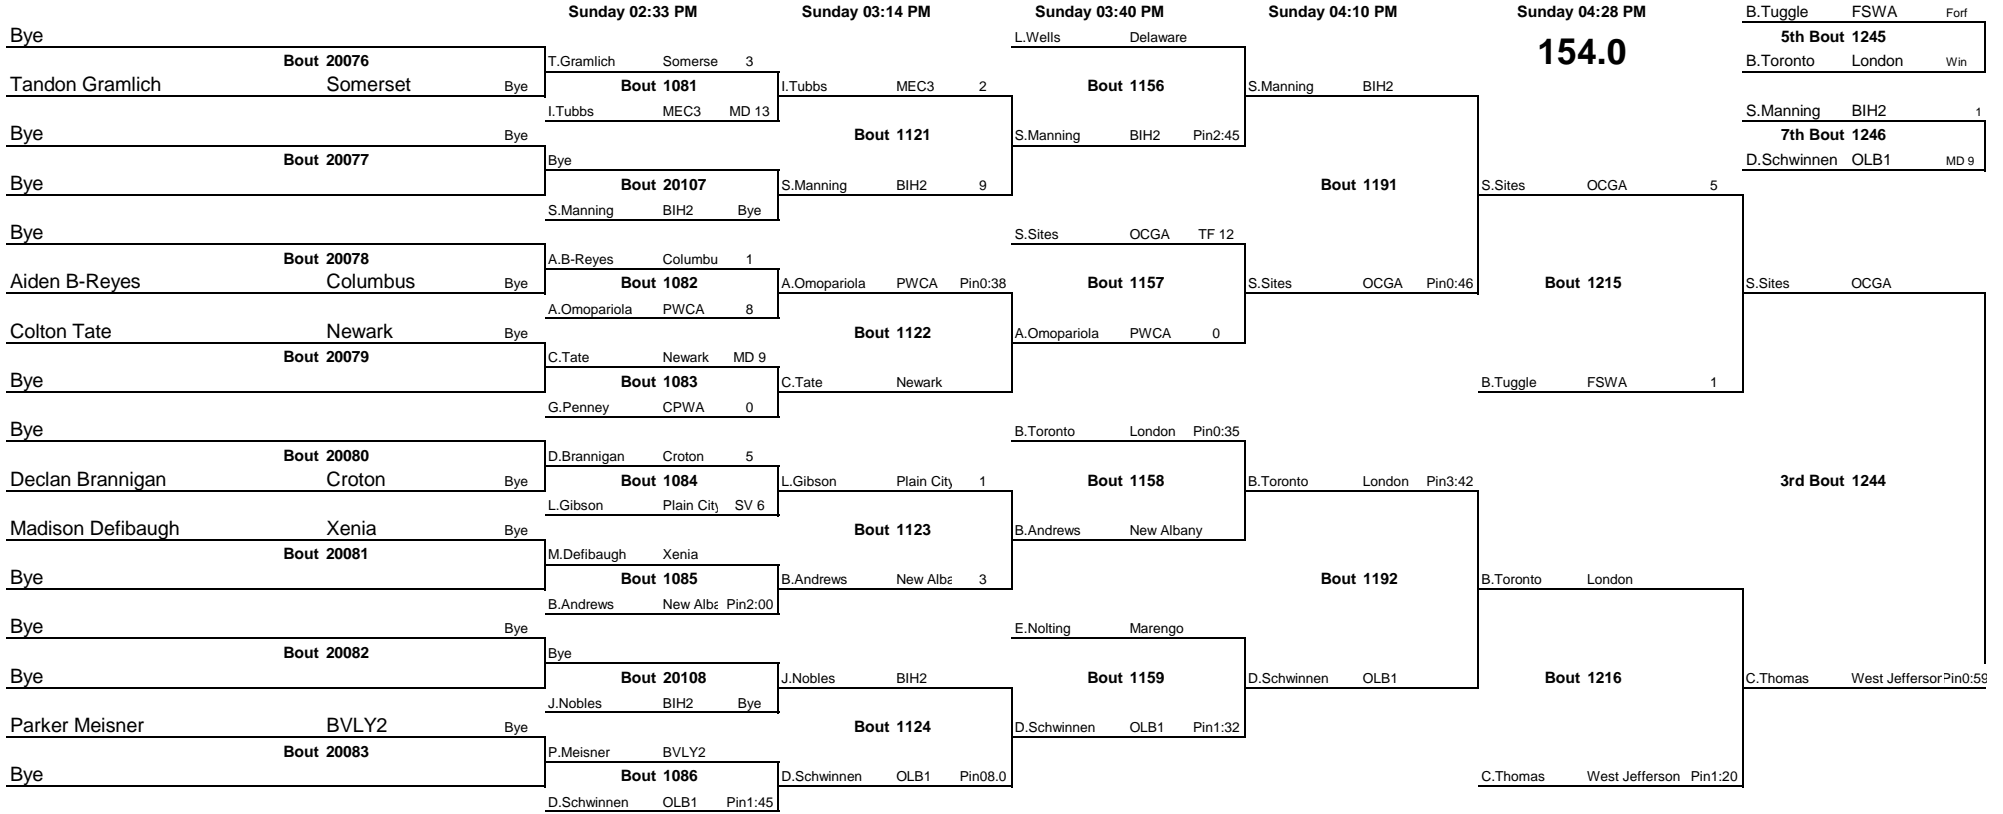 Sunday 02:33 PM Sunday 03:14 PM Sunday 03:40 PM Sunday 04:10 PM Sunday 04:28 PM
154.0
Bye
Bout 20076
Tandon Gramlich Somerset Bye
Bye Bye
Bout 20077
Bye
Bye
Bout 20078
Aiden B-Reyes Columbus Bye
Colton Tate Newark Bye
Bout 20079
Bye
Bye
Bout 20080
Declan Brannigan Croton Bye
Madison Defibaugh Xenia Bye
Bout 20081
Bye
Bye Bye
Bout 20082
Bye
Parker Meisner BVLY2 Bye
Bout 20083
Bye
T.Gramlich Somerse 3
Bout 1081
I.Tubbs MEC3 MD 13
Bye
Bout 20107
S.Manning BIH2 Bye
A.B-Reyes Columbu 1
Bout 1082
A.Omopariola PWCA 8
C.Tate Newark MD 9
Bout 1083
G.Penney CPWA 0
D.Brannigan Croton 5
Bout 1084
L.Gibson Plain City SV 6
M.Defibaugh Xenia
Bout 1085
B.Andrews New Alba Pin2:00
Bye
Bout 20108
J.Nobles BIH2 Bye
P.Meisner BVLY2
Bout 1086
D.Schwinnen OLB1 Pin1:45
I.Tubbs MEC3 2
Bout 1121
S.Manning BIH2 9
A.Omopariola PWCA Pin0:38
Bout 1122
C.Tate Newark
L.Gibson Plain City 1
Bout 1123
B.Andrews New Alba 3
J.Nobles BIH2
Bout 1124
D.Schwinnen OLB1 Pin08.0
L.Wells Delaware
Bout 1156
S.Manning BIH2 Pin2:45
S.Sites OCGA TF 12
Bout 1157
A.Omopariola PWCA 0
B.Toronto London Pin0:35
Bout 1158
B.Andrews New Albany
E.Nolting Marengo
Bout 1159
D.Schwinnen OLB1 Pin1:32
S.Manning BIH2
Bout 1191
S.Sites OCGA Pin0:46
B.Toronto London Pin3:42
Bout 1192
D.Schwinnen OLB1
S.Sites OCGA 5
Bout 1215
B.Tuggle FSWA 1
B.Toronto London
Bout 1216
C.Thomas West Jefferson Pin1:20
B.Tuggle FSWA Forf
5th Bout 1245
B.Toronto London Win
S.Manning BIH2 1
7th Bout 1246
D.Schwinnen OLB1 MD 9
S.Sites OCGA
3rd Bout 1244
C.Thomas West Jefferson Pin0:59